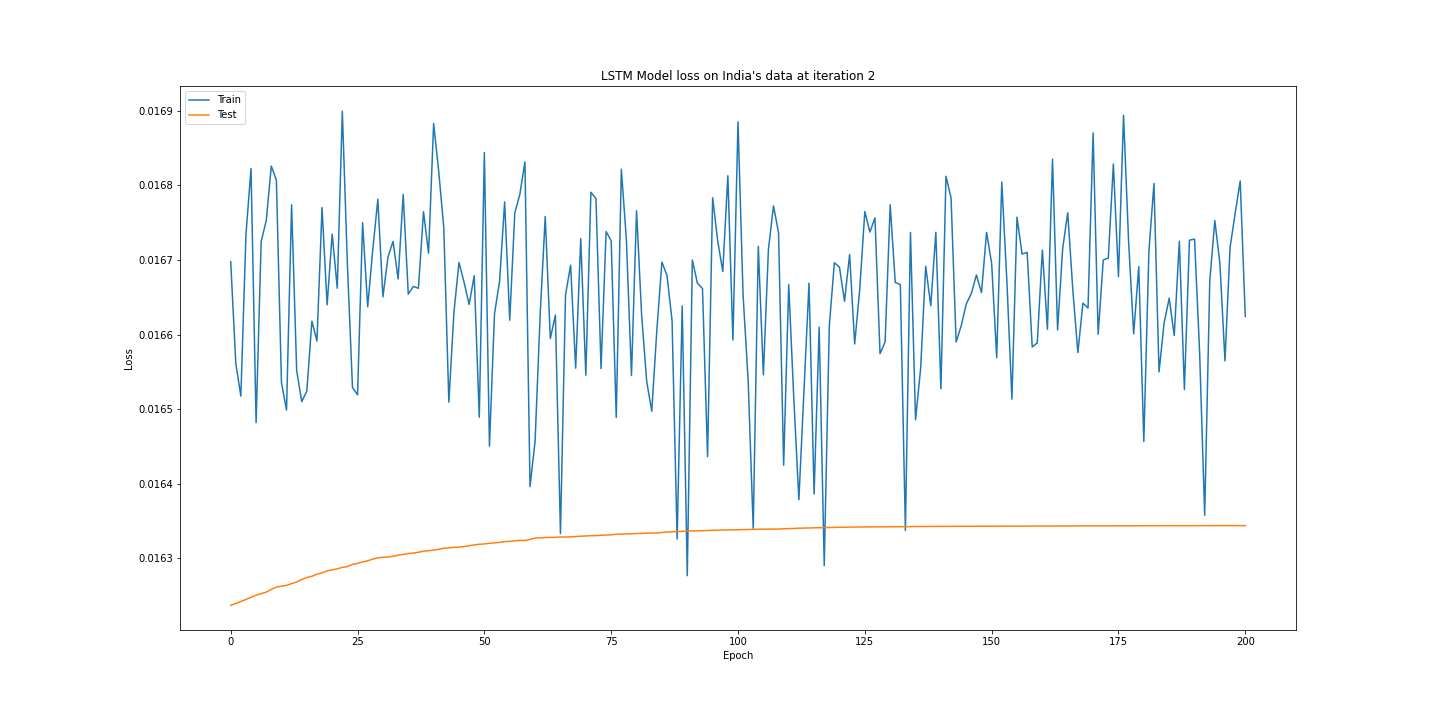 LSTM Model loss on India's data at iteration 2
Train
Test
0.0169
0.0168
0.0167
0.0166
0.0165
0.0164
0.0163
Loss
0 25 50 75 100 125 150 175 200
Epoch